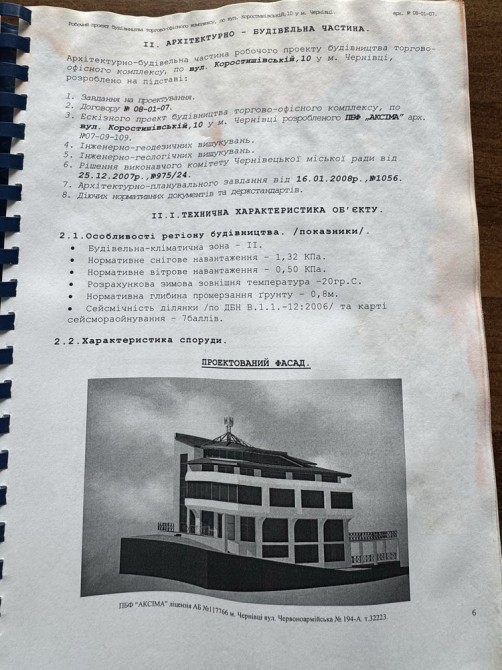 Робочий проект будівництва торгово-офісного комплексу, по вул. Коростишівській,10 у м. Чернівці. арх. № 08-01-07.
ІІ. АРХІТЕКТУРНО – БУДІВЕЛЬНА ЧАСТИНА.
Архітектурно-будівельна частина робочого проекту будівництва торгово-
офісного комплексу, по вул. Коростишівській,10 у м. Чернівці,
розроблено на підставі:
1. Завдання на проектування.
2. Договору № 08-01-07.
3. Ескізного проект будівництва торгово-офісного комплексу, по
вул. Коростишівській,10 у м. Чернівці розробленого ПБФ „АКСІМА" арх.
№07-09-109.
4. Інженерно-геодезичних вишукувань.
5. Інженерно-геологічних вишукувань.
6. Рішення виконавчого комітету Чернівецької міської ради від
25.12.2007р.,№975/24.
7. Архітектурно-планувального завдання від 16.01.2008р.,№1056.
8. Діючих нормативних документів та держстандартів.
ІІ.І.ТЕХНІЧНА ХАРАКТЕРИСТИКА ОБ'ЄКТУ.
2.1.Особливості регіону будівництва. /показники/.
• Будівельна-кліматична зона – ІІ.
• Нормативне снігове навантаження – 1,32 КПа.
• Нормативне вітрове навантаження – 0,50 КПа.
• Розрахункова зимова зовнішня температура –20гр.С.
• Нормативна глибина промерзання ґрунту – 0,8м.
• Сейсмічність ділянки /по ДБН В.1.1.-12:2006/ та карті
сейсмораойнування – 7баллів.
2.2.Характеристика споруди.
ПРОЕКТОВАНИЙ ФАСАД.
ПБФ "АКСІМА" ліцензія АБ №117766 м. Чернівці вул. Червоноармійська № 194-А. т.32223.
6